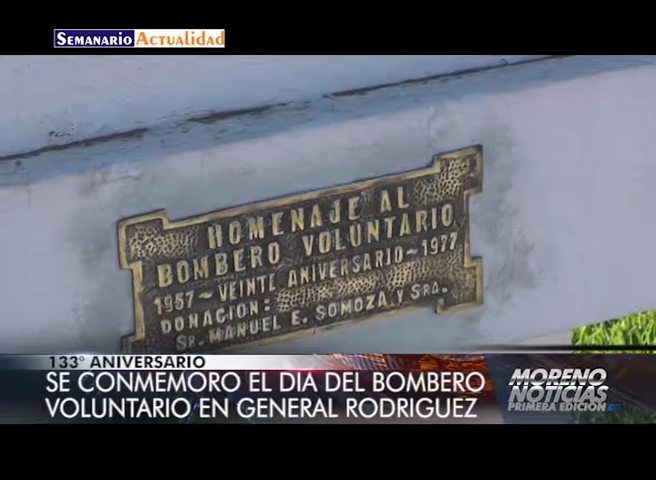 SEMANARIO ACTUALIDAD
HOMENAJE AL
BOMBERO VOLUNTARIO
1957~VEINTE ANIVERSARIO~1977
DONACION:
SR. MANUEL E. SOMOZA Y SRA.
133° ANIVERSARIO
SE CONMEMORO EL DIA DEL BOMBERO
VOLUNTARIO EN GENERAL RODRIGUEZ
MORENO
NOTICIAS
PRIMERA EDICION